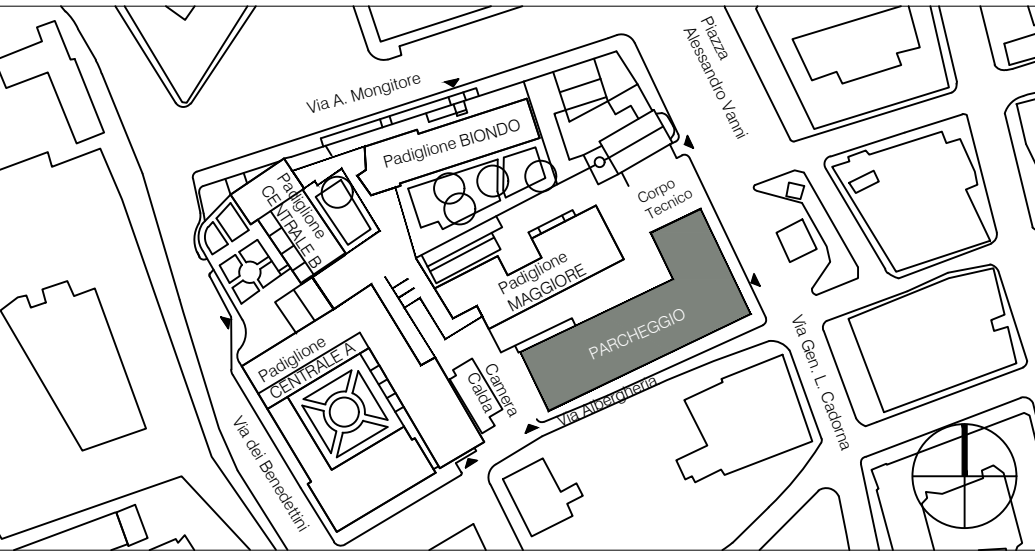 Via A. Mongitore
Piazza
Alessandro Vanni
Padiglione BIONDO
Padiglione
CENTRALE B
Corpo
Tecnico
Padiglione
MAGGIORE
PARCHEGGIO
Padiglione
CENTRALE A
Camera
Calda
Via Albergheria
Via Gen. L. Cadorna
Via dei Benedettini